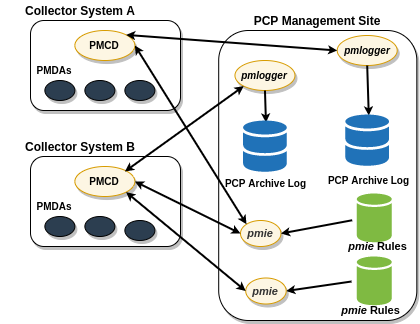 Collector System A
PMCD
PMDAs
Collector System B
PMCD
PMDAs
PCP Management Site
pmlogger
pmlogger
PCP Archive Log
PCP Archive Log
pmie
pmie Rules
pmie
pmie Rules